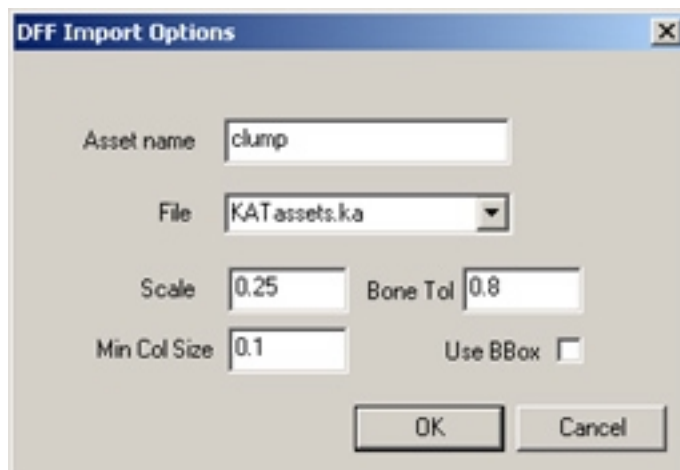 DFF Import Options
Asset name clump
File KATassets.ka
Scale 0.25 Bone Tol 0.8
Min Col Size 0.1 Use BBox
OK Cancel